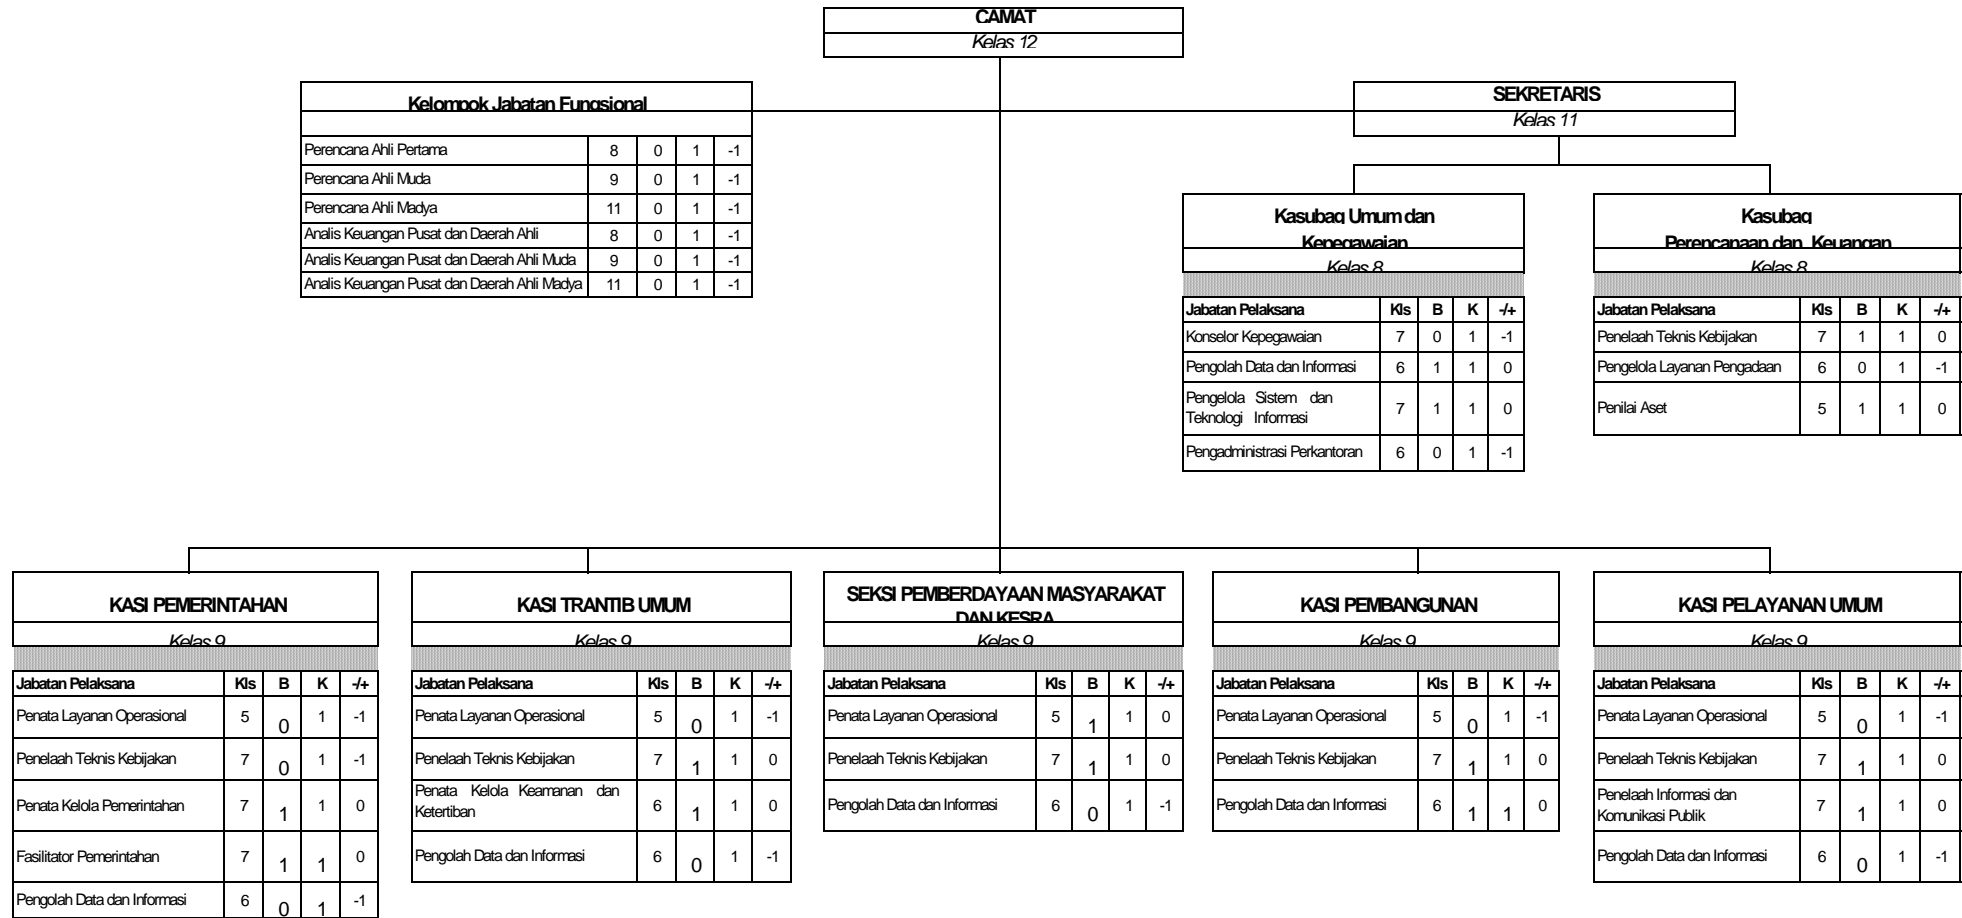 CAMAT
Kelas 12
Kelompok Jabatan Fungsional
Perencana Ahli Pertama 8 0 1 -1
Perencana Ahli Muda 9 0 1 -1
Perencana Ahli Madya 11 0 1 -1
Analis Keuangan Pusat dan Daerah Ahli 8 0 1 -1
Analis Keuangan Pusat dan Daerah Ahli Muda 9 0 1 -1
Analis Keuangan Pusat dan Daerah Ahli Madya 11 0 1 -1
SEKRETARIS
Kelas 11
Kasubag Umum dan
Kepegawaian
Kelas 8
Jabatan Pelaksana Kls B K -/+
Konselor Kepegawaian 7 0 1 -1
Pengolah Data dan Informasi 6 1 1 0
Pengelola Sistem dan
Teknologi Informasi 7 1 1 0
Pengadministrasi Perkantoran 6 0 1 -1
Kasubag
Perencanaan dan Keuangan
Kelas 8
Jabatan Pelaksana Kls B K -/+
Penelaah Teknis Kebijakan 7 1 1 0
Pengelola Layanan Pengadaan 6 0 1 -1
Penilai Aset 5 1 1 0
KASI PEMERINTAHAN
Kelas 9
Jabatan Pelaksana Kls B K -/+
Penata Layanan Operasional 5 0 1 -1
Penelaah Teknis Kebijakan 7 0 1 -1
Penata Kelola Pemerintahan 7 1 1 0
Fasilitator Pemerintahan 7 1 1 0
Pengolah Data dan Informasi 6 0 1 -1
KASI TRANTIB UMUM
Kelas 9
Jabatan Pelaksana Kls B K -/+
Penata Layanan Operasional 5 0 1 -1
Penelaah Teknis Kebijakan 7 1 1 0
Penata Kelola Keamanan dan
Ketertiban 6 1 1 0
Pengolah Data dan Informasi 6 0 1 -1
SEKSI PEMBERDAYAAN MASYARAKAT
DAN KESRA
Kelas 9
Jabatan Pelaksana Kls B K -/+
Penata Layanan Operasional 5 1 1 0
Penelaah Teknis Kebijakan 7 1 1 0
Pengolah Data dan Informasi 6 0 1 -1
KASI PEMBANGUNAN
Kelas 9
Jabatan Pelaksana Kls B K -/+
Penata Layanan Operasional 5 0 1 -1
Penelaah Teknis Kebijakan 7 1 1 0
Pengolah Data dan Informasi 6 1 1 0
KASI PELAYANAN UMUM
Kelas 9
Jabatan Pelaksana Kls B K -/+
Penata Layanan Operasional 5 0 1 -1
Penelaah Teknis Kebijakan 7 1 1 0
Penelaah Informasi dan
Komunikasi Publik 7 1 1 0
Pengolah Data dan Informasi 6 0 1 -1